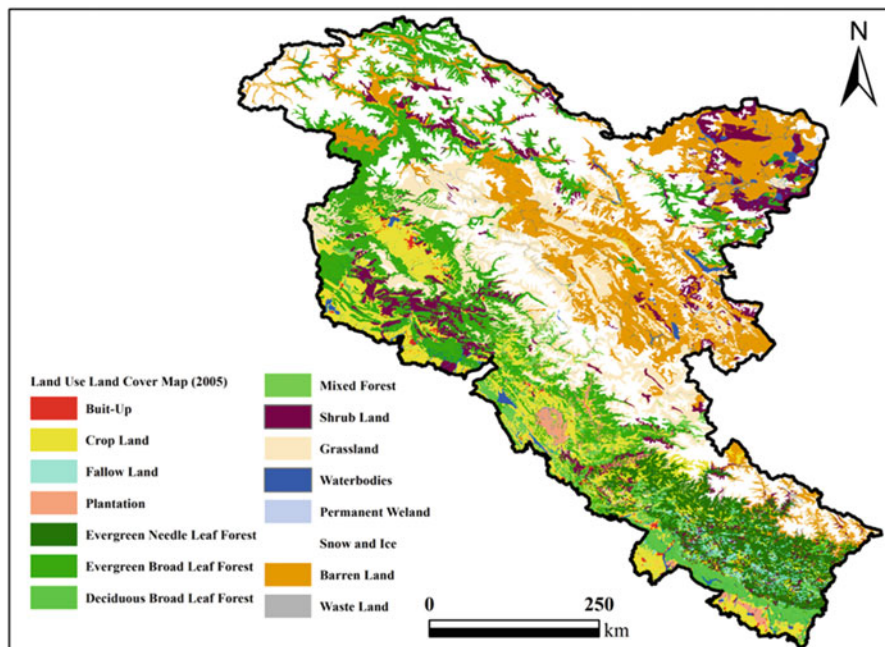 N
Land Use Land Cover Map (2005)
Buit-Up
Crop Land
Fallow Land
Plantation
Evergreen Needle Leaf Forest
Evergreen Broad Leaf Forest
Deciduous Broad Leaf Forest
Mixed Forest
Shrub Land
Grassland
Waterbodies
Permanent Weland
Snow and Ice
Barren Land
Waste Land
0 250
km